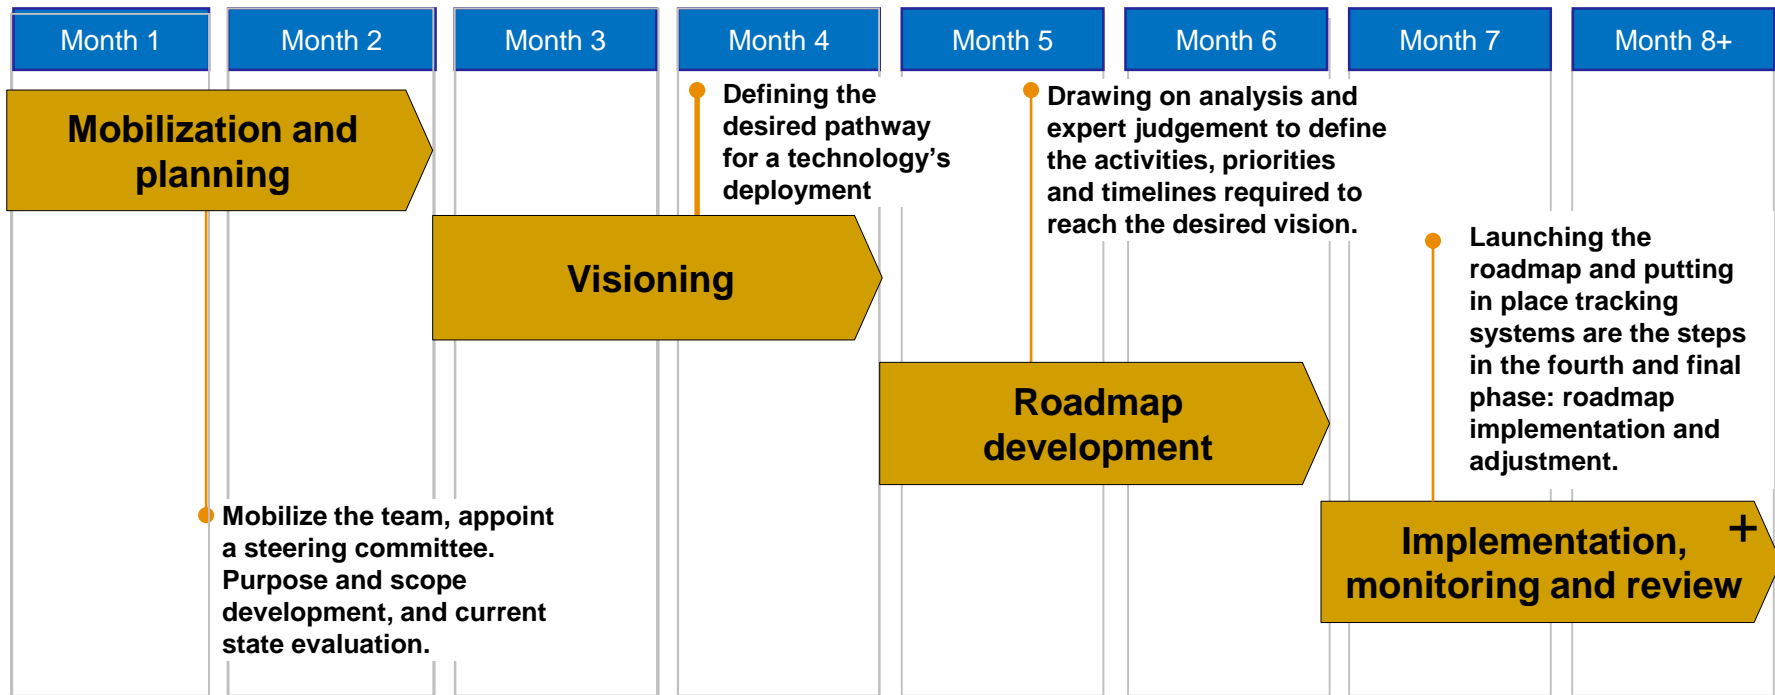 Month 1
Month 2
Month 3
Month 4
Month 5
Month 6
Month 7
Month 8+
Mobilization and
planning
Mobilize the team, appoint
a steering committee.
Purpose and scope
development, and current
state evaluation.
Defining the
desired pathway
for a technology’s
deployment
Visioning
Drawing on analysis and
expert judgement to define
the activities, priorities
and timelines required to
reach the desired vision.
Roadmap
development
Launching the
roadmap and putting
in place tracking
systems are the steps
in the fourth and final
phase: roadmap
implementation and
adjustment.
+
Implementation,
monitoring and review